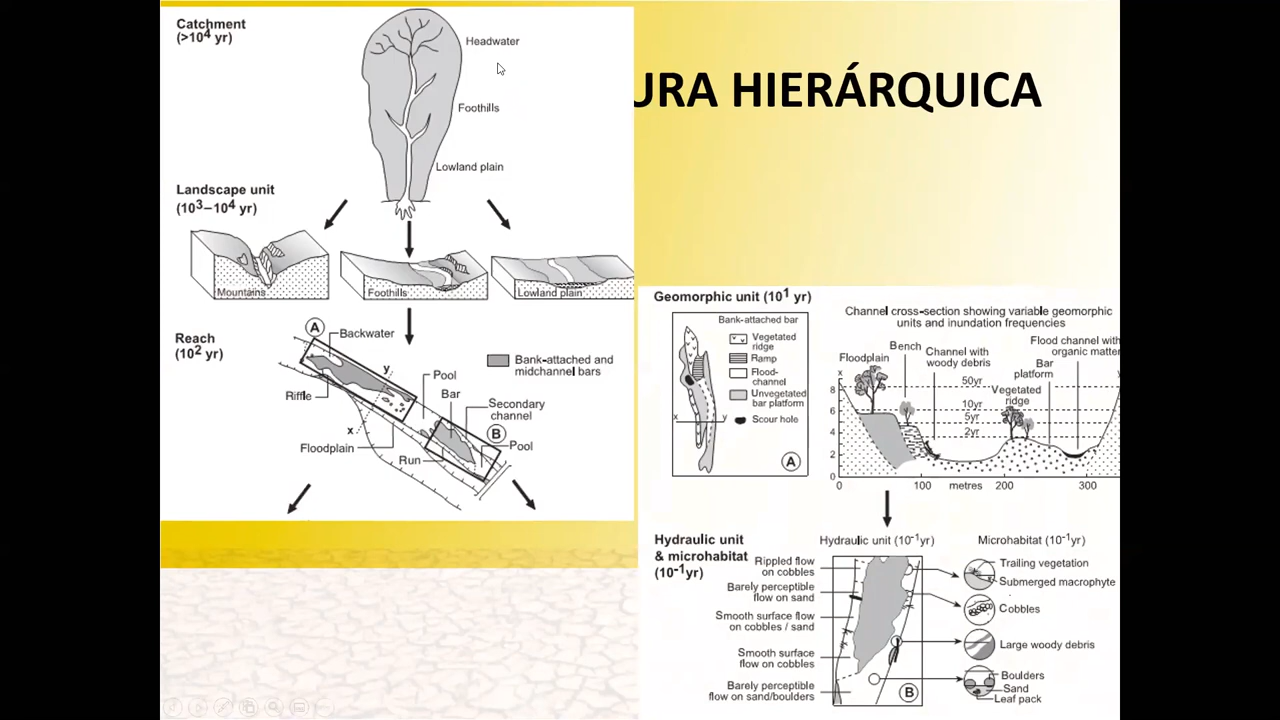 URA HIERÁRQUICA
Catchment
(>10⁴ yr)
Headwater
Foothills
Lowland plain
Landscape unit
(10³–10⁴ yr)
Mountains
Foothills
Lowland plain
Reach
(10² yr)
A
Backwater
Bank-attached and
midchannel bars
y
Pool
Bar
Riffle
Secondary
channel
x
B
Floodplain
Pool
Run
Geomorphic unit (10¹ yr)
Bank-attached bar
Vegetated
ridge
Ramp
Flood-
channel
Unvegetated
bar platform
Scour hole
x
y
A
Channel cross-section showing variable geomorphic
units and inundation frequencies
Floodplain
Bench
Channel with
woody debris
Flood channel with
organic matter
Bar
platform
Vegetated
ridge
x
y
8
6
4
2
0
50yr
10yr
5yr
2yr
0
100
metres
200
300
Hydraulic unit
& microhabitat
(10⁻¹yr)
Hydraulic unit (10⁻¹yr)
Rippled flow
on cobbles
Barely perceptible
flow on sand
Smooth surface flow
on cobbles / sand
Smooth surface
flow on cobbles
Barely perceptible
flow on sand/boulders
B
Microhabitat (10⁻¹yr)
Trailing vegetation
Submerged macrophyte
Cobbles
Large woody debris
Boulders
Sand
Leaf pack